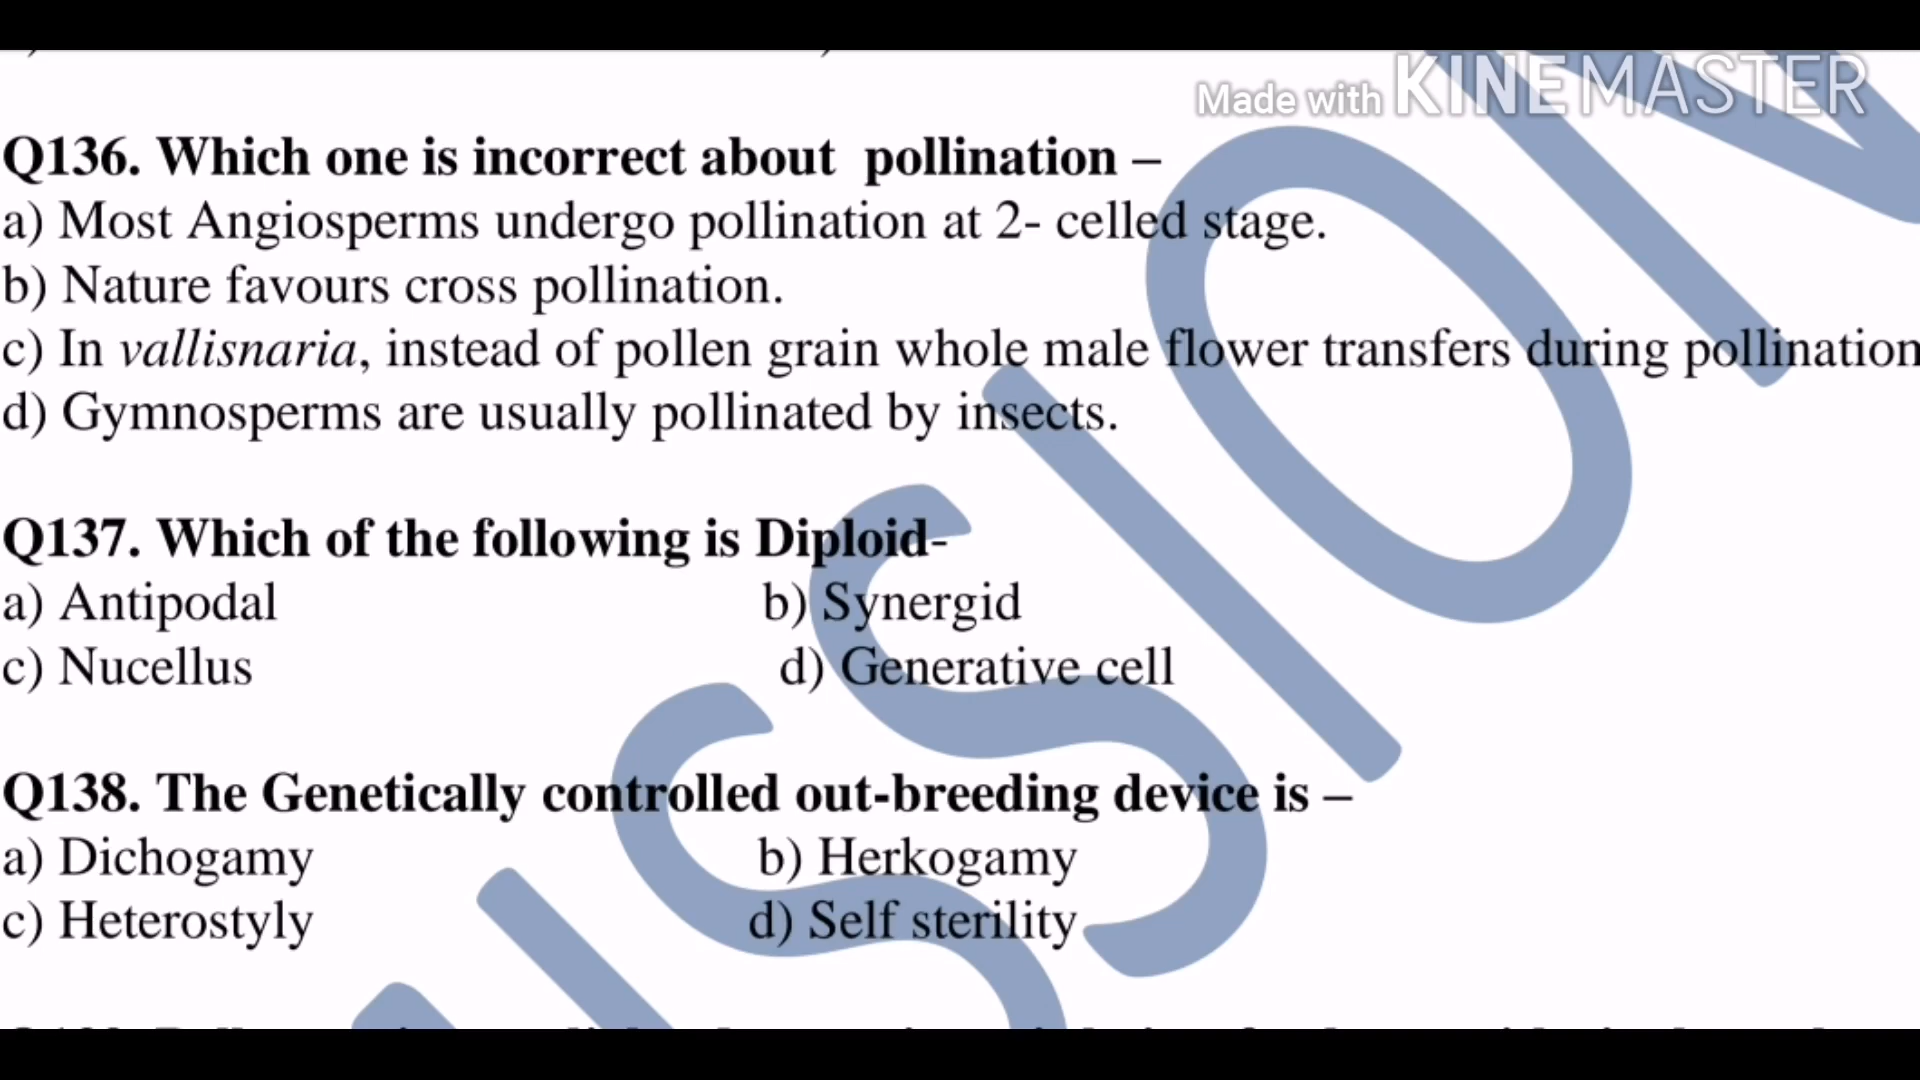 Made with KINEMASTER
Q136. Which one is incorrect about pollination –
a) Most Angiosperms undergo pollination at 2- celled stage.
b) Nature favours cross pollination.
c) In vallisnaria, instead of pollen grain whole male flower transfers during pollination
d) Gymnosperms are usually pollinated by insects.
Q137. Which of the following is Diploid-
a) Antipodal b) Synergid
c) Nucellus d) Generative cell
Q138. The Genetically controlled out-breeding device is –
a) Dichogamy b) Herkogamy
c) Heterostyly d) Self sterility